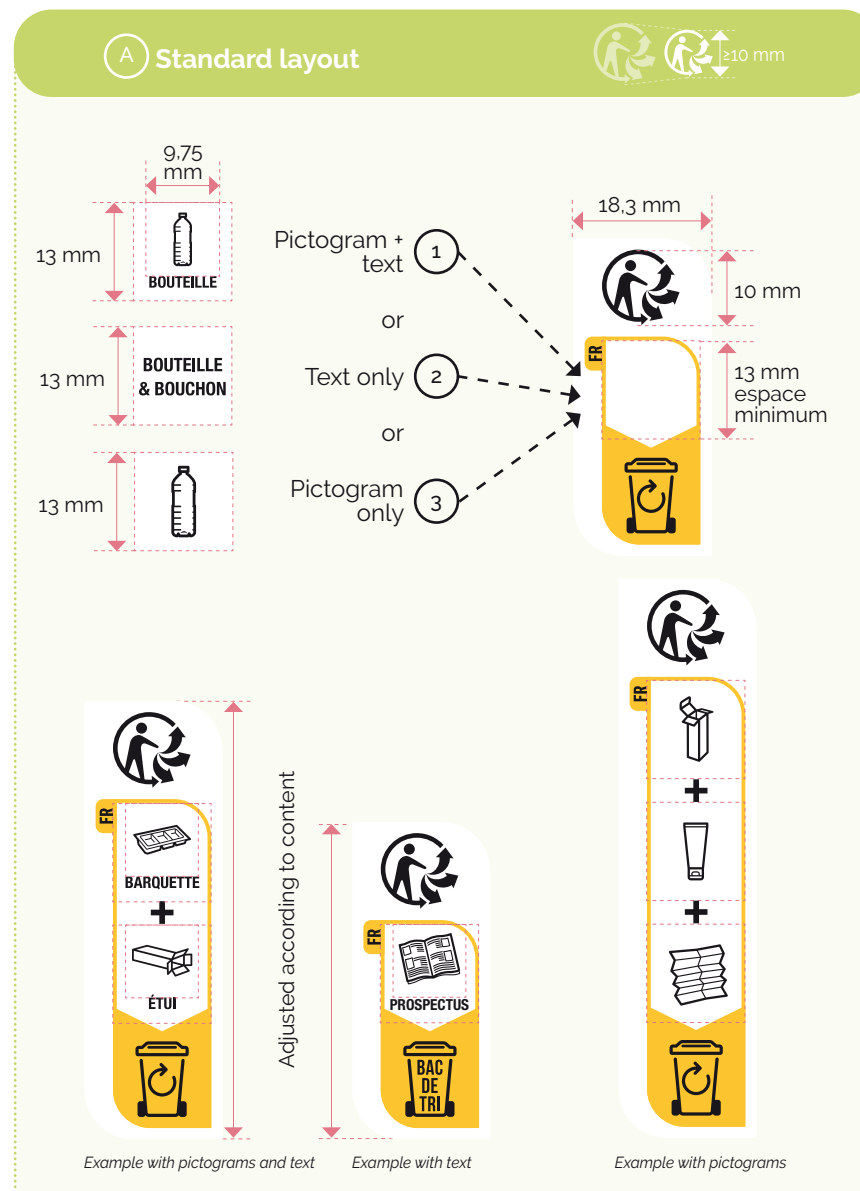 A Standard layout
≥10 mm
9,75
mm
18,3 mm
13 mm
BOUTEILLE
Pictogram +
text
1
10 mm
or
FR
13 mm
BOUTEILLE
& BOUCHON
Text only 2
13 mm
espace
minimum
or
13 mm
Pictogram
only
3
FR
BARQUETTE
+
ÉTUI
Adjusted according to content
FR
PROSPECTUS
BAC
DE
TRI
FR
+
+
Example with pictograms and text
Example with text
Example with pictograms